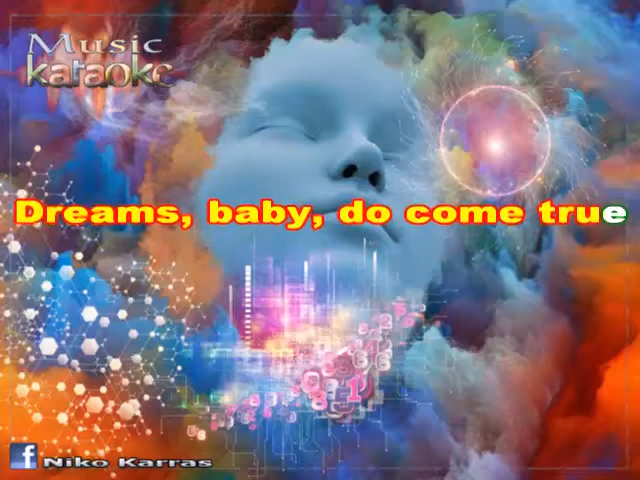 Music
karaoke
Dreams, baby, do come true
f Niko Karras